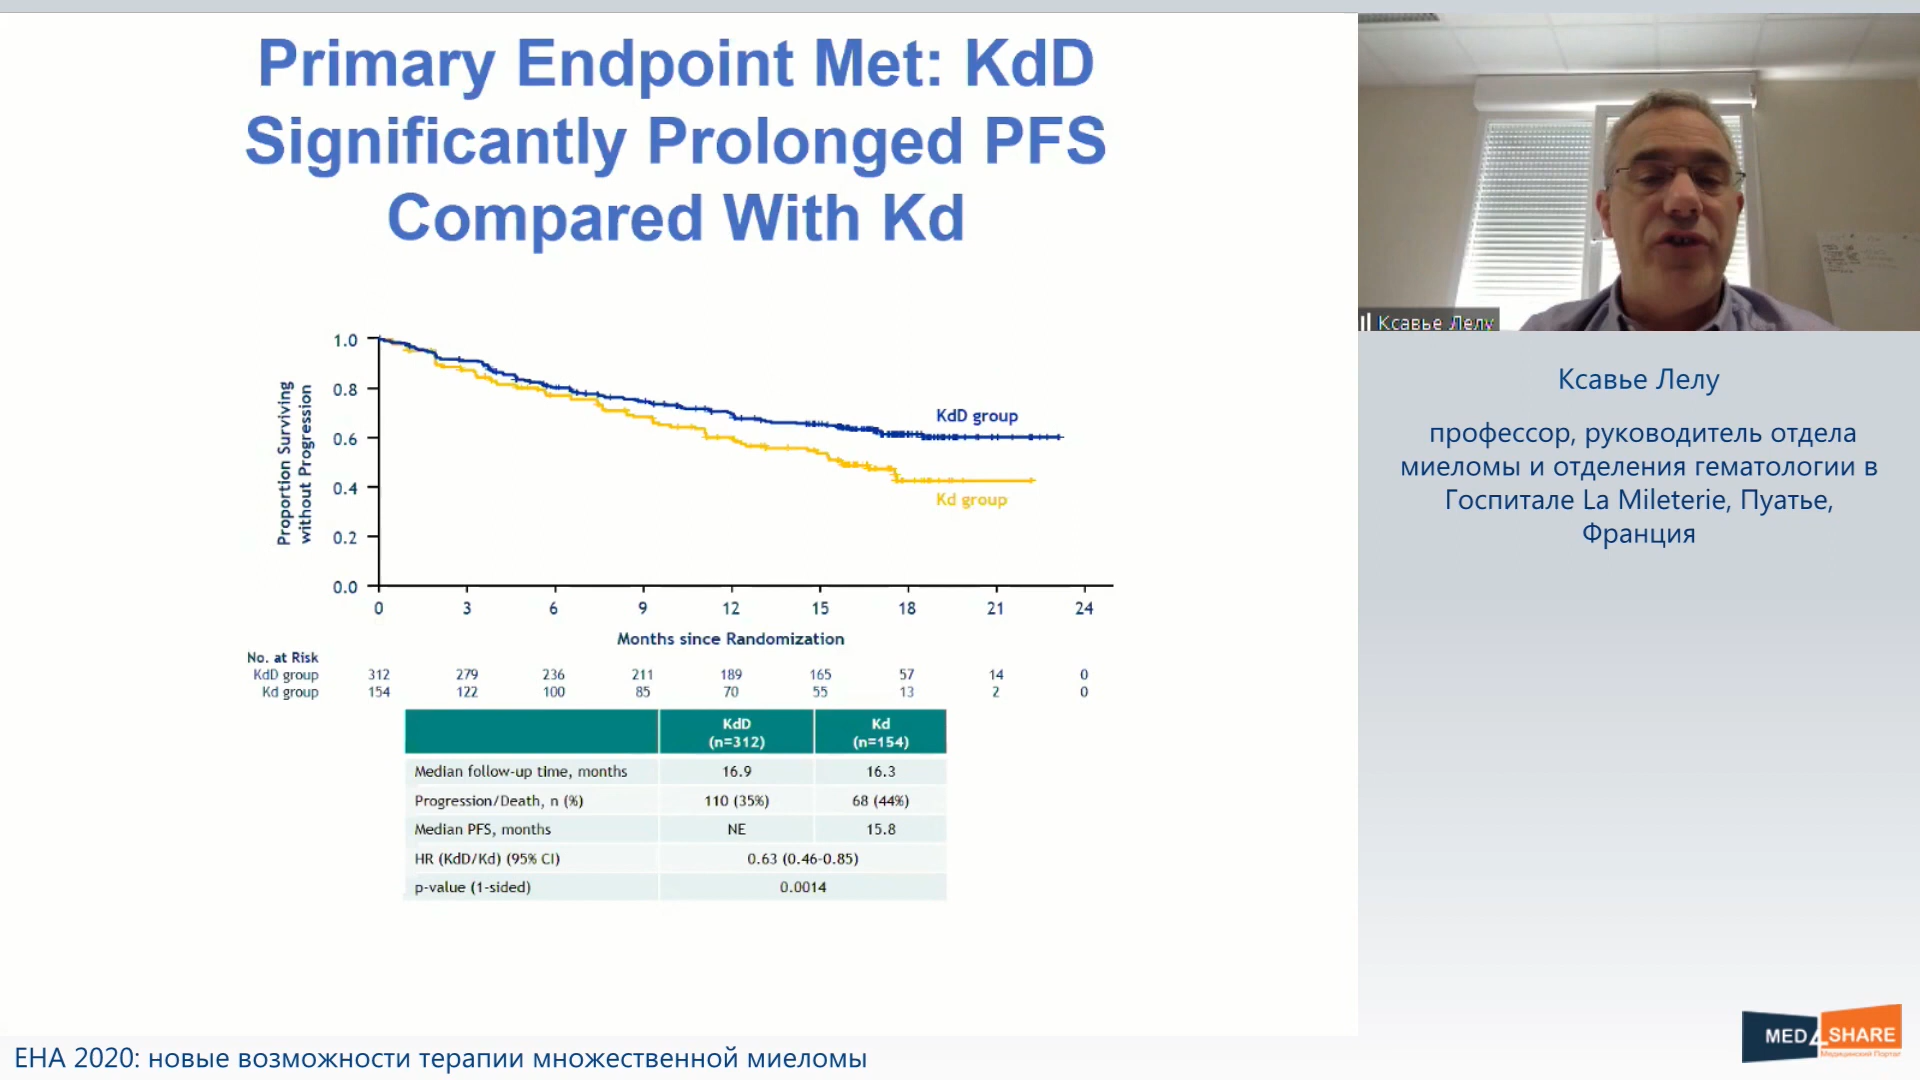 Primary Endpoint Met: KdD
Significantly Prolonged PFS
Compared With Kd
1.0
0.8
0.6
0.4
0.2
0.0
Proportion Surviving
without Progression
KdD group
Kd group
0 3 6 9 12 15 18 21 24
Months since Randomization
No. at Risk
KdD group 312 279 236 211 189 165 57 14 0
Kd group 154 122 100 85 70 55 13 2 0
KdD Kd
(n=312) (n=154)
Median follow-up time, months 16.9 16.3
Progression/Death, n (%) 110 (35%) 68 (44%)
Median PFS, months NE 15.8
HR (KdD/Kd) (95% CI) 0.63 (0.46-0.85)
p-value (1-sided) 0.0014
Ксавье Лелу
Ксавье Лелу
профессор, руководитель отдела
миеломы и отделения гематологии в
Госпитале La Mileterie, Пуатье,
Франция
MED4SHARE
Медицинский Портал
EHA 2020: новые возможности терапии множественной миеломы